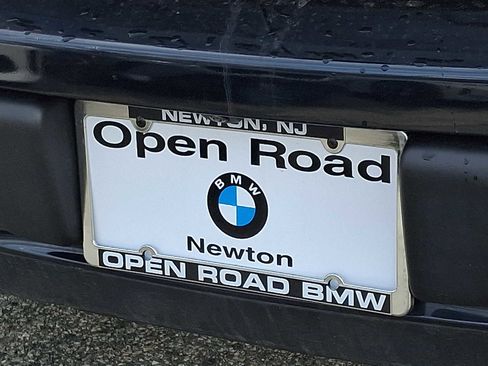 NEWTON, NJ
Open Road
BMW
Newton
OPEN ROAD BMW